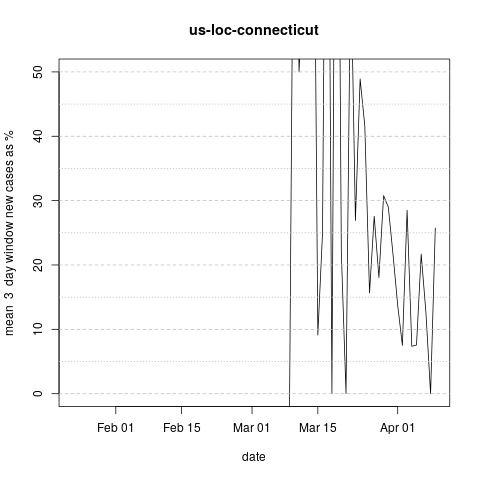 us-loc-connecticut
mean 3 day window new cases as %
50
40
30
20
10
0
Feb 01 Feb 15 Mar 01 Mar 15 Apr 01
date